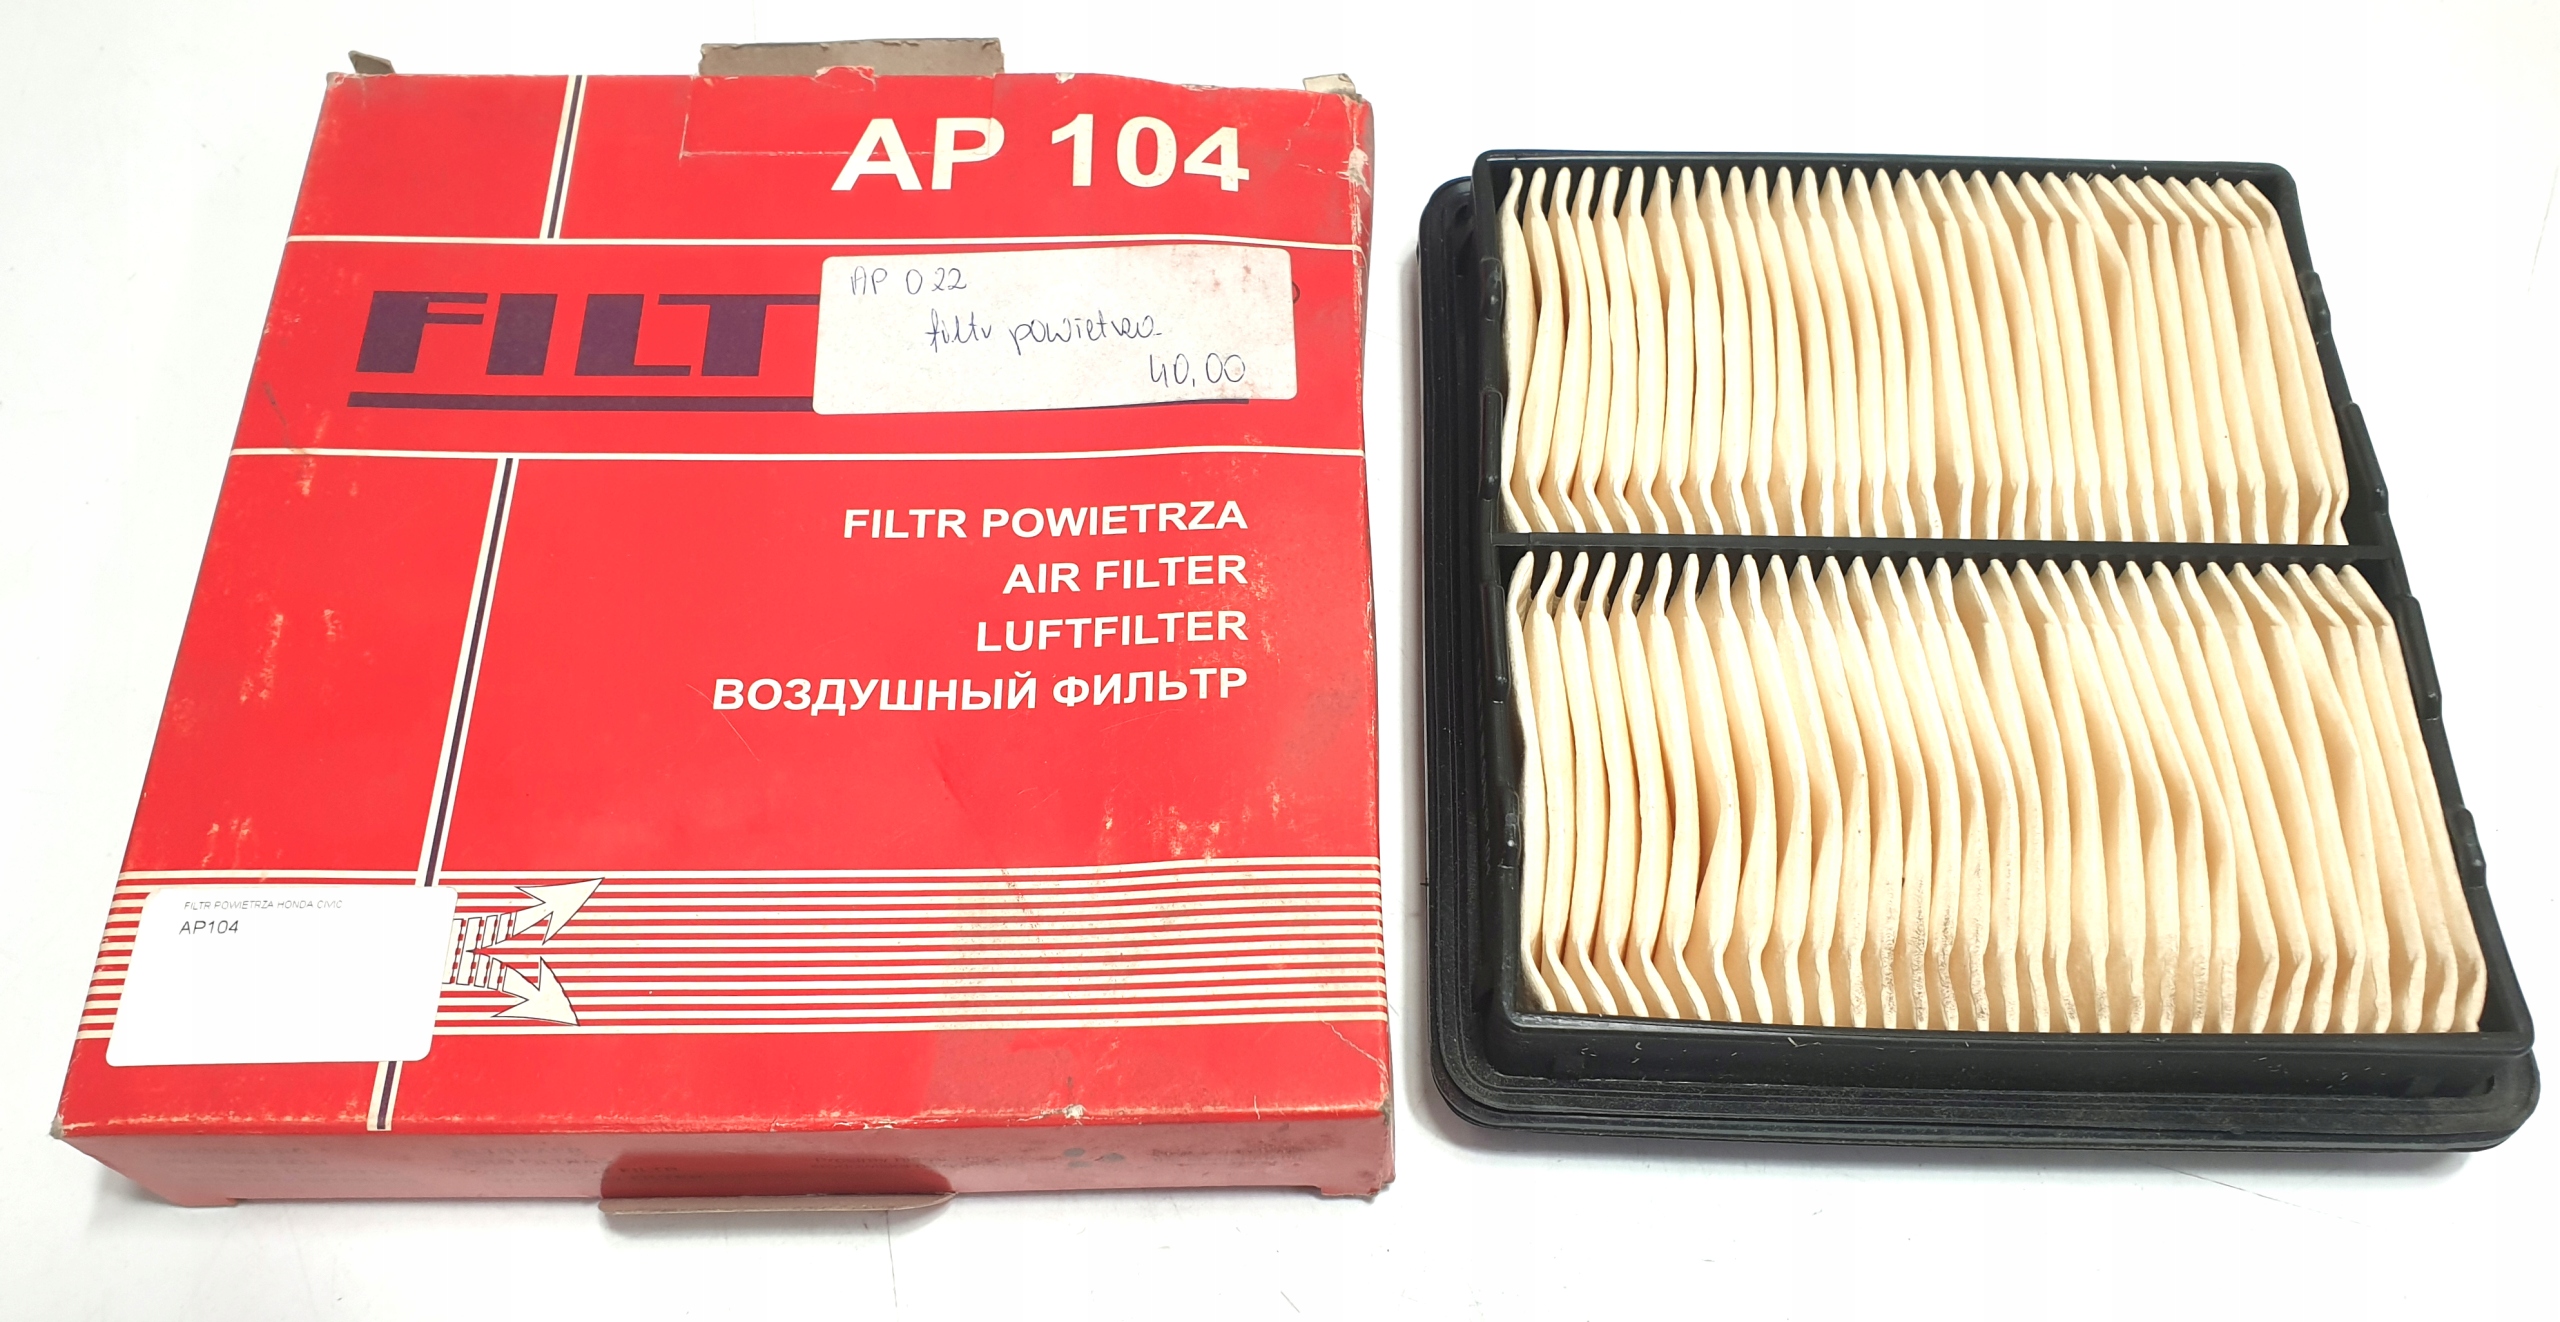 AP 104
FILT
AP 022
filtr powietrza
40,00
FILTR POWIETRZA
AIR FILTER
LUFTFILTER
ВОЗДУШНЫЙ ФИЛЬТР
FILTR POWIETRZA HONDA CIVIC
AP104